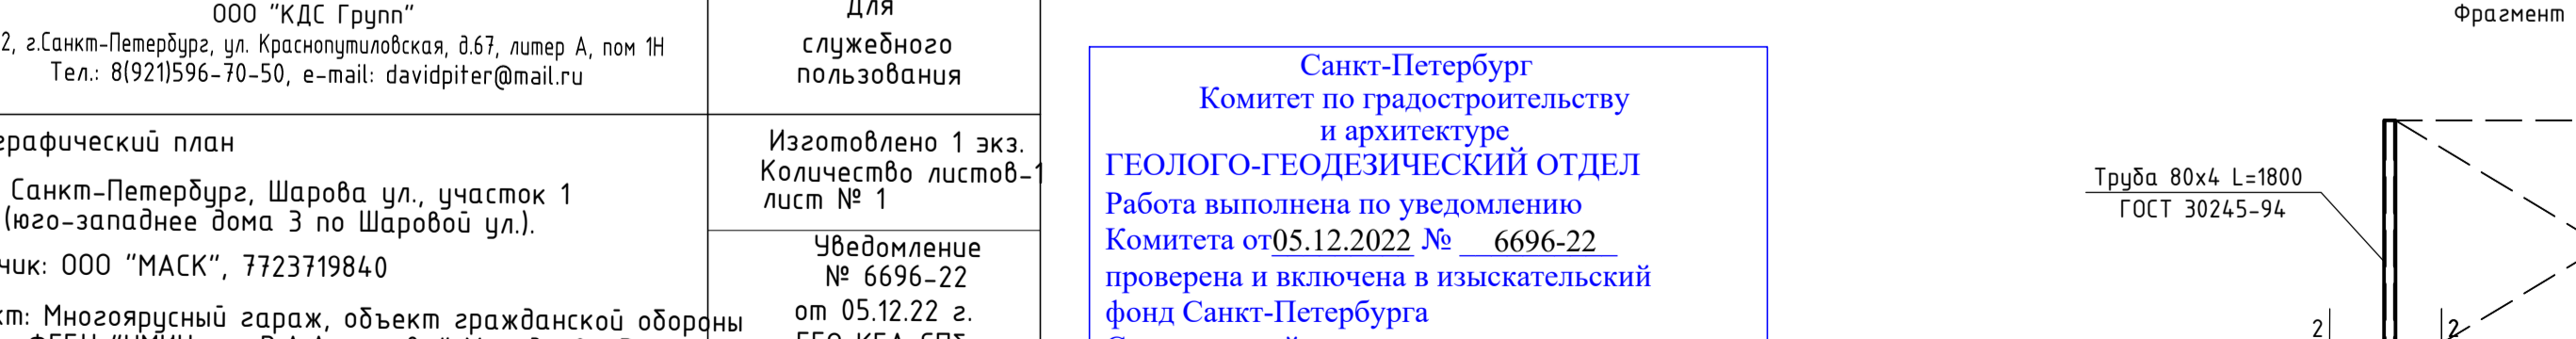 ООО "КДС Групп"
2, г.Санкт-Петербург, ул. Краснопутиловская, д.67, литер А, пом 1Н
Тел.: 8(921)596-70-50, e-mail: davidpiter@mail.ru
для
служебного
пользования
графический план
Санкт-Петербург, Шарова ул., участок 1
(юго-западнее дома 3 по Шаровой ул.).
чик: ООО "МАСК", 7723719840
кт: Многоярусный гараж, объект гражданской обороны
Изготовлено 1 экз.
Количество листов-1
лист № 1
Уведомление
№ 6696-22
от 05.12.22 г.
ГГО КГА СПб
Санкт-Петербург
Комитет по градостроительству
и архитектуре
ГЕОЛОГО-ГЕОДЕЗИЧЕСКИЙ ОТДЕЛ
Работа выполнена по уведомлению
Комитета от 05.12.2022 № 6696-22
проверена и включена в изыскательский
фонд Санкт-Петербурга
Фрагмент
Труба 80х4 L=1800
ГОСТ 30245-94
2
2